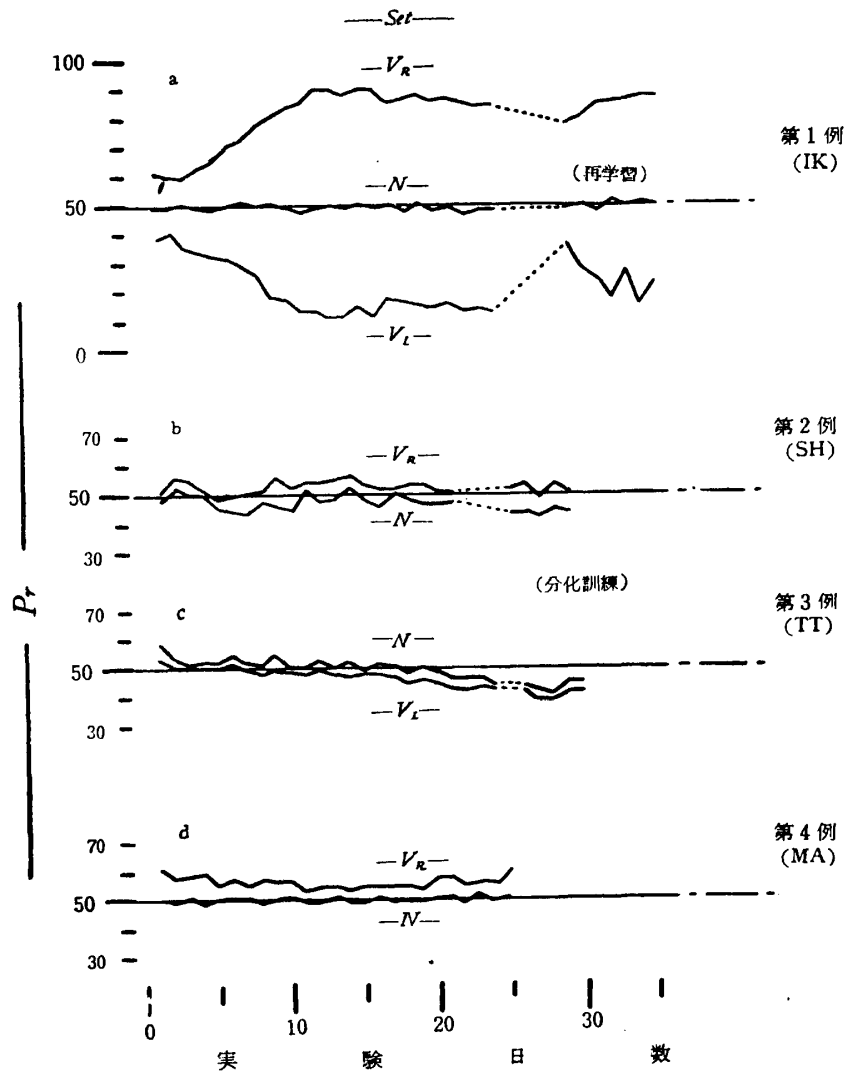 —Set—
100
a
—V_R—
第1例
(IK)
—N—
(再学習)
50
—V_L—
0
b
70
—V_R—
第2例
(SH)
50
—N—
30
(分化訓練)
Pr
c
70
—N—
第3例
(TT)
50
—V_L—
30
d
70
—V_R—
第4例
(MA)
50
—N—
30
0 10 20 30
実験日数